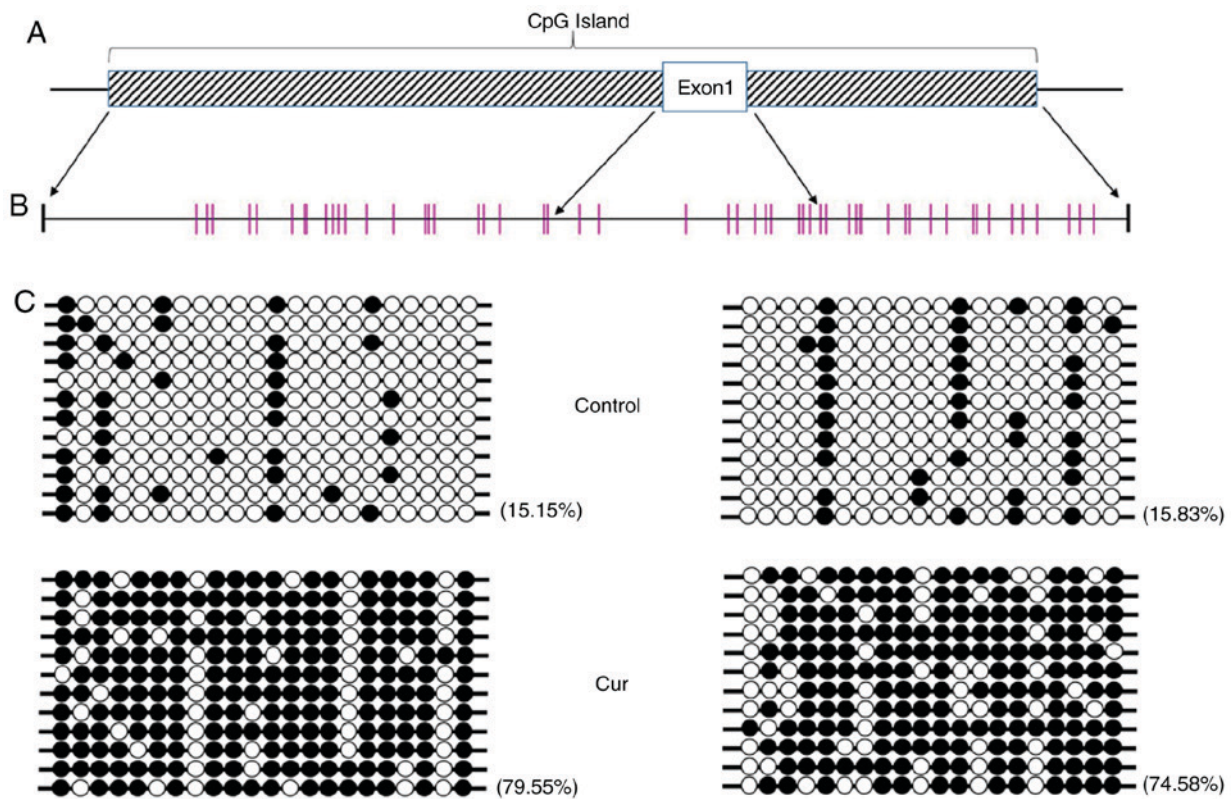 A
CpG Island
Exon1
B
C
Control
(15.15%)
(15.83%)
Cur
(79.55%)
(74.58%)